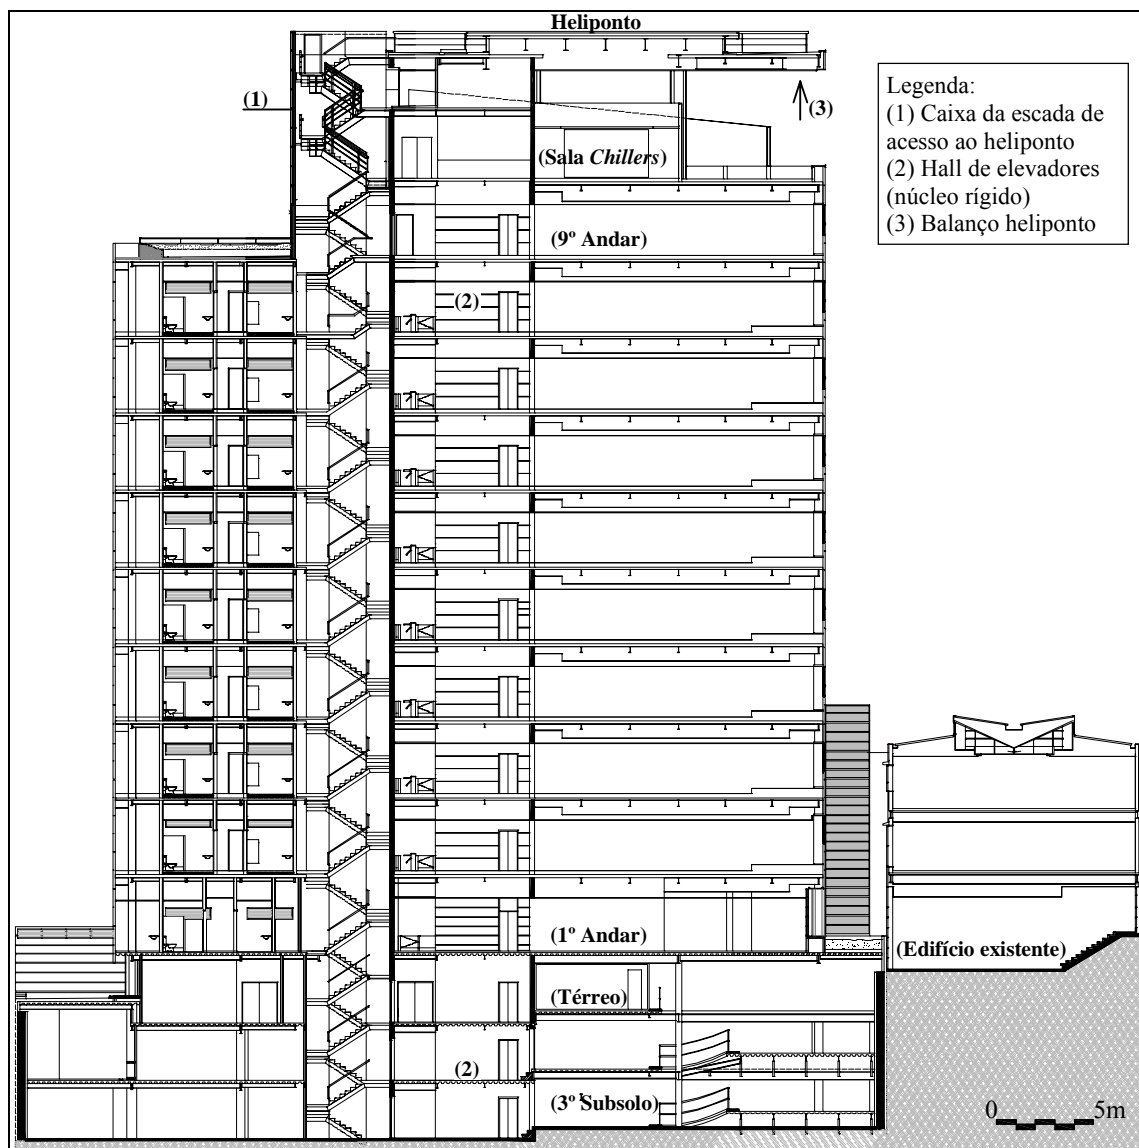 Heliponto
(1)
(3)
Legenda:
(1) Caixa da escada de
acesso ao heliponto
(2) Hall de elevadores
(núcleo rígido)
(3) Balanço heliponto
(Sala Chillers)
(9º Andar)
(2)
(1º Andar)
(Edifício existente)
(Térreo)
(2)
(3º Subsolo)
0 5m